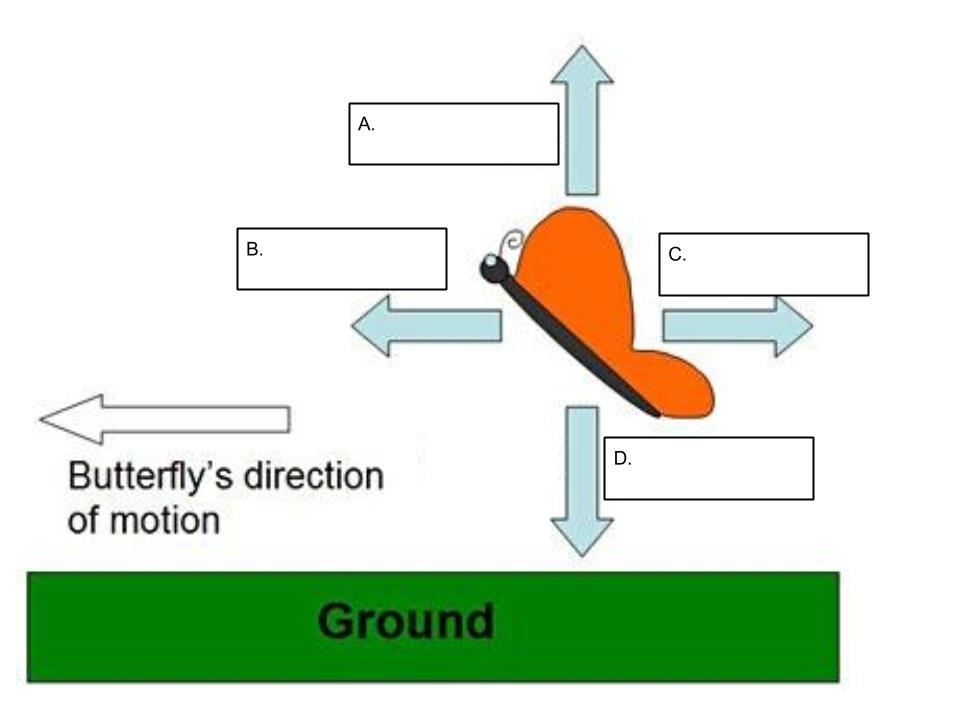 A.
B.
C.
Butterfly’s direction
of motion
D.
Ground